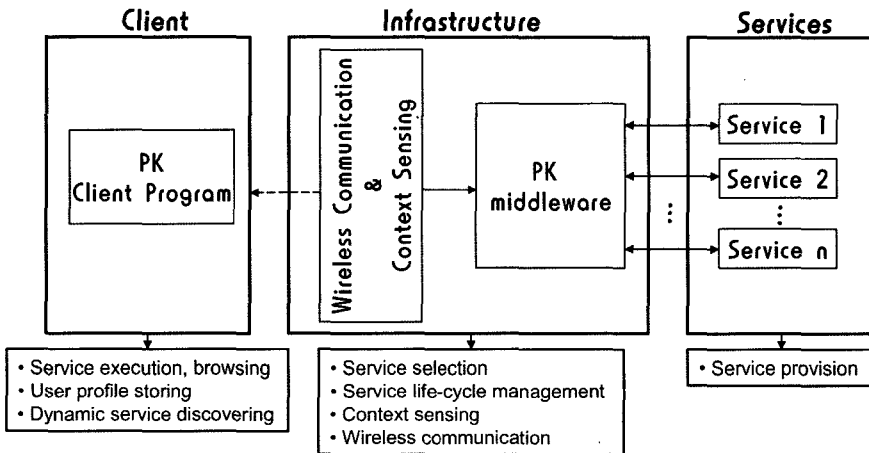 Client
Infrastructure
Services
PK
Client Program
Wireless Communication
&
Context Sensing
PK
middleware
...
Service 1
Service 2
...
Service n
• Service execution, browsing
• User profile storing
• Dynamic service discovering
• Service selection
• Service life-cycle management
• Context sensing
• Wireless communication
• Service provision